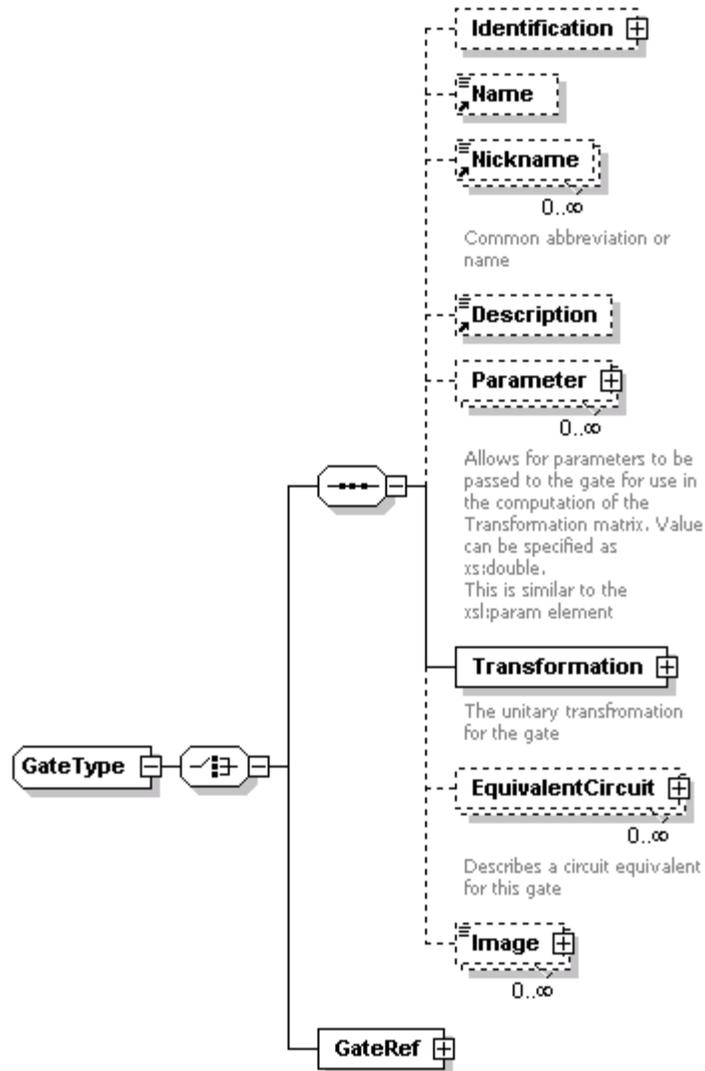 Identification
Name
Nickname
0..∞
Common abbreviation or
name
Description
Parameter
0..∞
Allows for parameters to be
passed to the gate for use in
the computation of the
Transformation matrix. Value
can be specified as
xs:double.
This is similar to the
xsl:param element
Transformation
The unitary transfromation
for the gate
GateType
EquivalentCircuit
0..∞
Describes a circuit equivalent
for this gate
Image
0..∞
GateRef